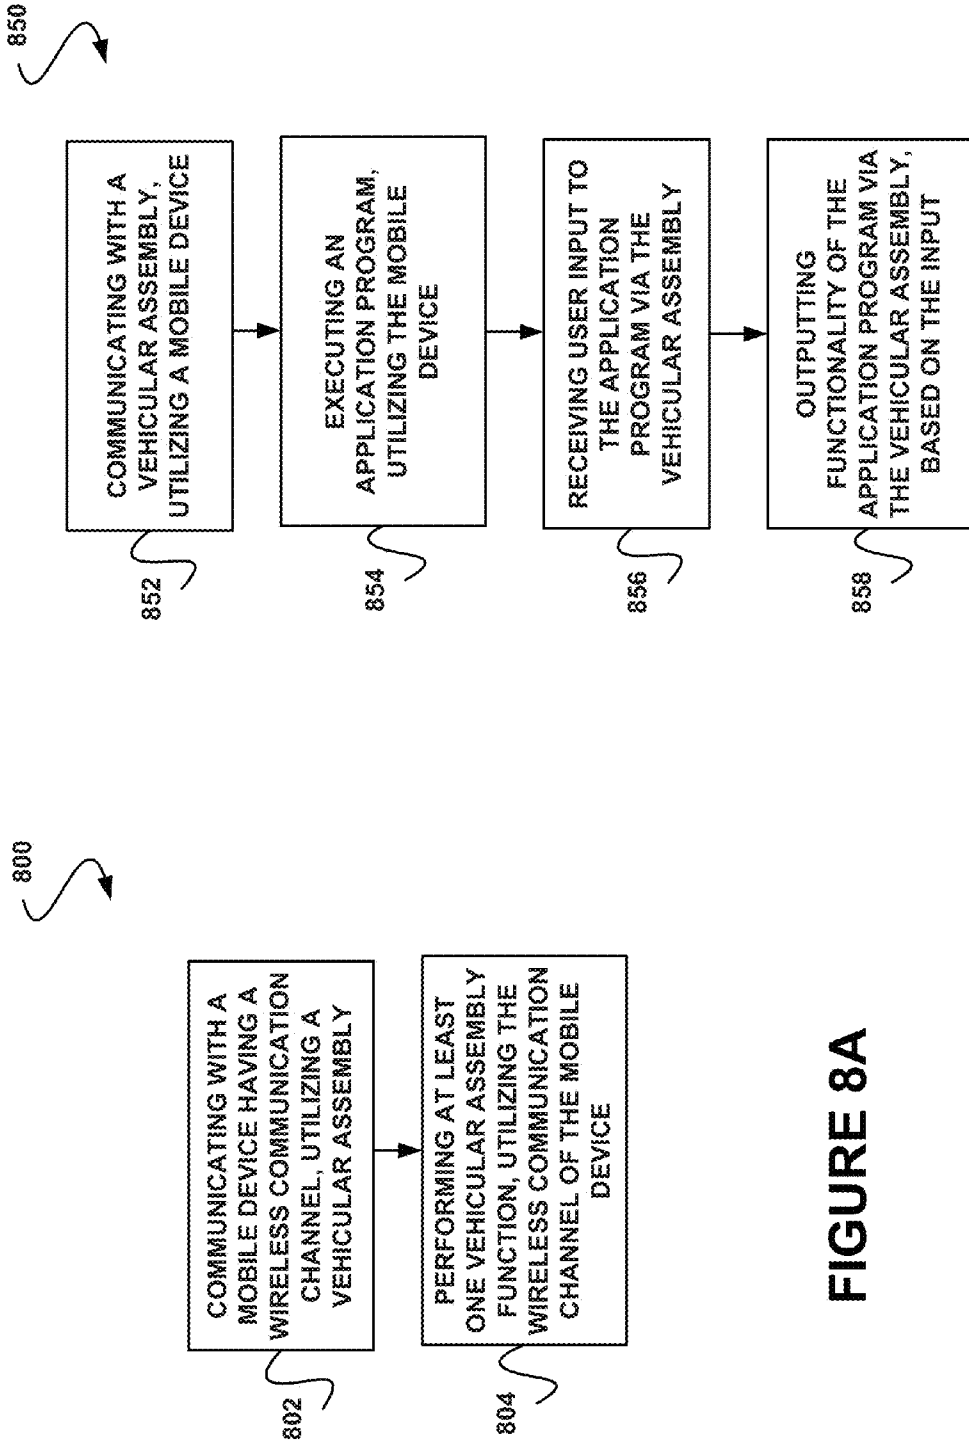 800
COMMUNICATING WITH A
MOBILE DEVICE HAVING A
WIRELESS COMMUNICATION
CHANNEL, UTILIZING A
VEHICULAR ASSEMBLY
802
PERFORMING AT LEAST
ONE VEHICULAR ASSEMBLY
FUNCTION, UTILIZING THE
WIRELESS COMMUNICATION
CHANNEL OF THE MOBILE
DEVICE
804
FIGURE 8A
850
COMMUNICATING WITH A
VEHICULAR ASSEMBLY,
UTILIZING A MOBILE DEVICE
852
EXECUTING AN
APPLICATION PROGRAM,
UTILIZING THE MOBILE
DEVICE
854
RECEIVING USER INPUT TO
THE APPLICATION
PROGRAM VIA THE
VEHICULAR ASSEMBLY
856
OUTPUTTING
FUNCTIONALITY OF THE
APPLICATION PROGRAM VIA
THE VEHICULAR ASSEMBLY,
BASED ON THE INPUT
858